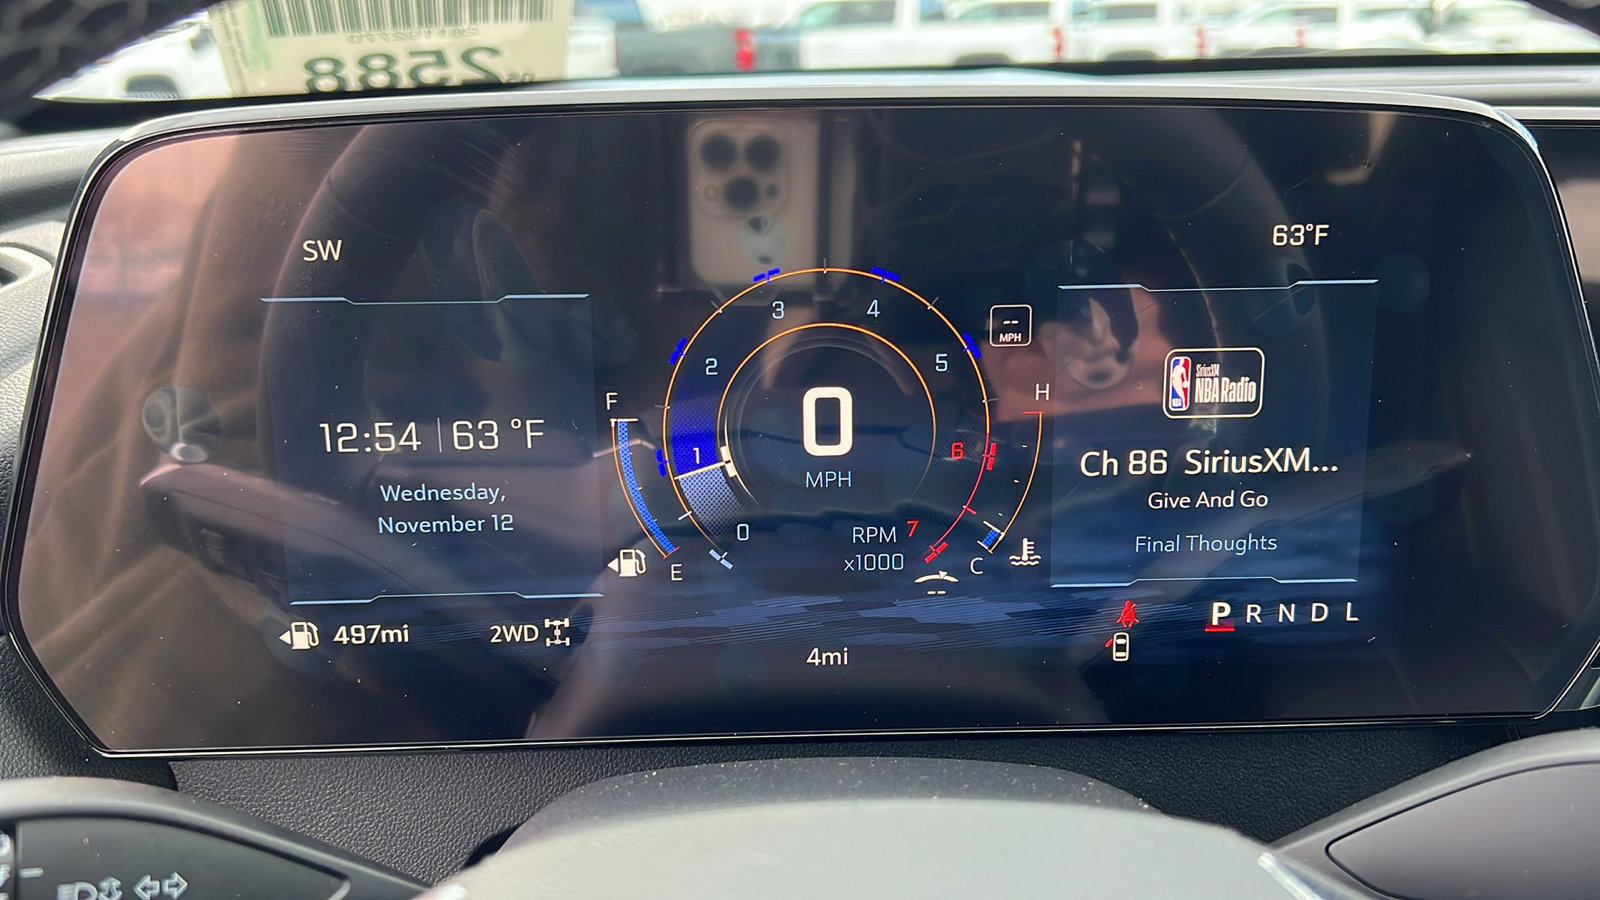 2588
SW
63°F
3
4
--
MPH
2
5
SiriusXM
NBA Radio
NBA
F
H
0
12:54 | 63 °F
1
6
Ch 86 SiriusXM...
MPH
Wednesday,
Give And Go
November 12
0
RPM 7
x1000
Final Thoughts
E
C
--
497mi
2WD
P R N D L
4mi